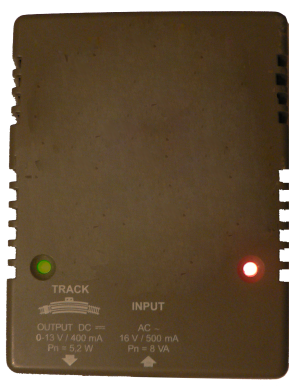 TRACK
INPUT
OUTPUT DC ⎓
0-13 V / 400 mA
Pn = 5.2 W
AC ~
16 V / 500 mA
Pn = 8 VA